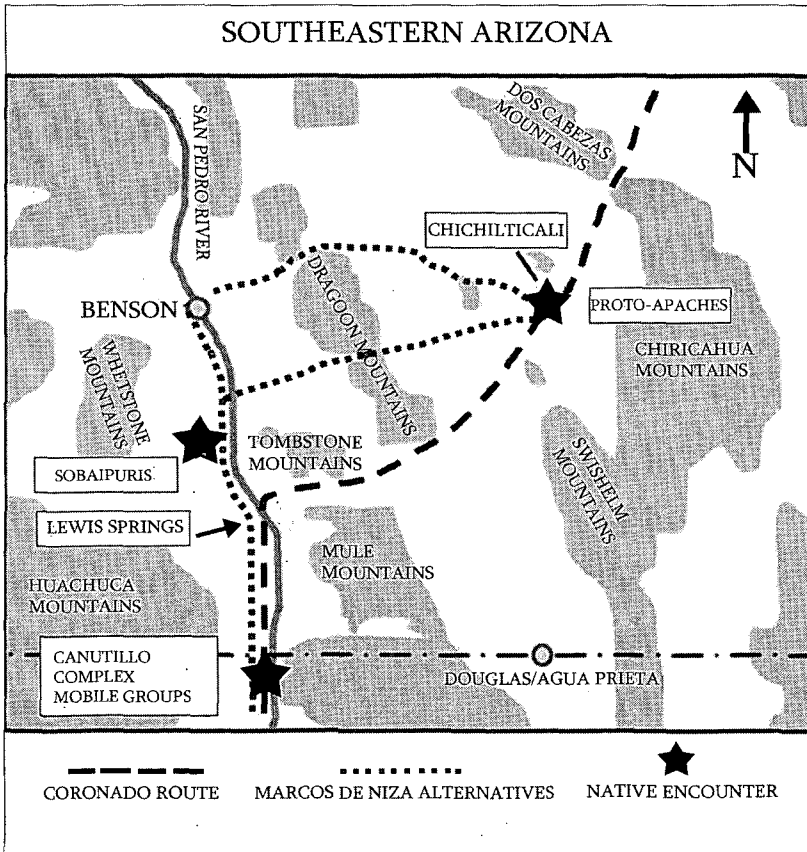 SOUTHEASTERN ARIZONA
SAN PEDRO RIVER
DOS CABEZAS
MOUNTAINS
N
CHICHILTICALI
DRAGOON MOUNTAINS
BENSON
PROTO-APACHES
WHETSTONE
MOUNTAINS
CHIRICAHUA
MOUNTAINS
TOMBSTONE
MOUNTAINS
SOBAIPURIS
SWISHELM
MOUNTAINS
LEWIS SPRINGS
MULE
MOUNTAINS
HUACHUCA
MOUNTAINS
CANUTILLO
COMPLEX
MOBILE GROUPS
DOUGLAS/AGUA PRIETA
CORONADO ROUTE
MARCOS DE NIZA ALTERNATIVES
NATIVE ENCOUNTER